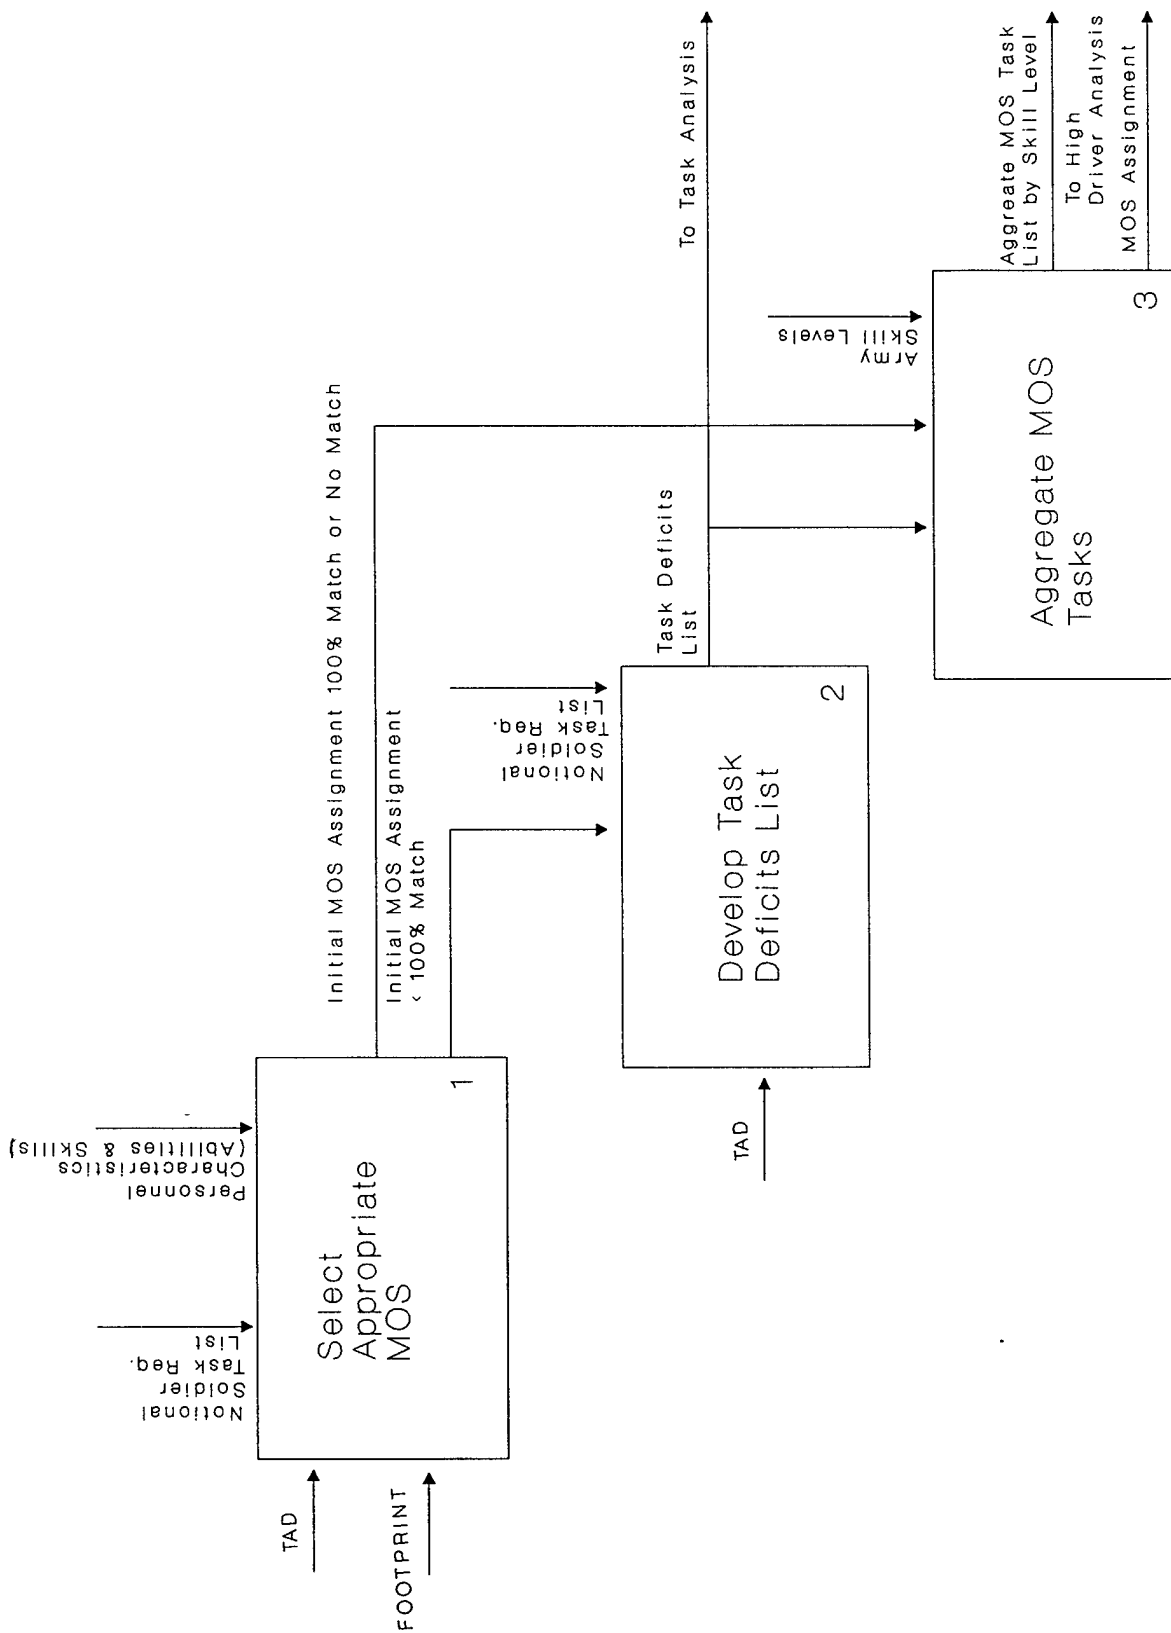 Notional
Soldier
Task Req.
List
Personnel
Characteristics
(Abilities & Skills)
TAD
FOOTPRINT
Select
Appropriate
MOS
1
Initial MOS Assignment 100% Match or No Match
Initial MOS Assignment
< 100% Match
Notional
Soldier
Task Req.
List
TAD
Develop Task
Deficits List
2
Task Deficits
List
To Task Analysis
Army
Skill Levels
Aggregate MOS
Tasks
3
Aggreate MOS Task
List by Skill Level
To High
Driver Analysis
MOS Assignment